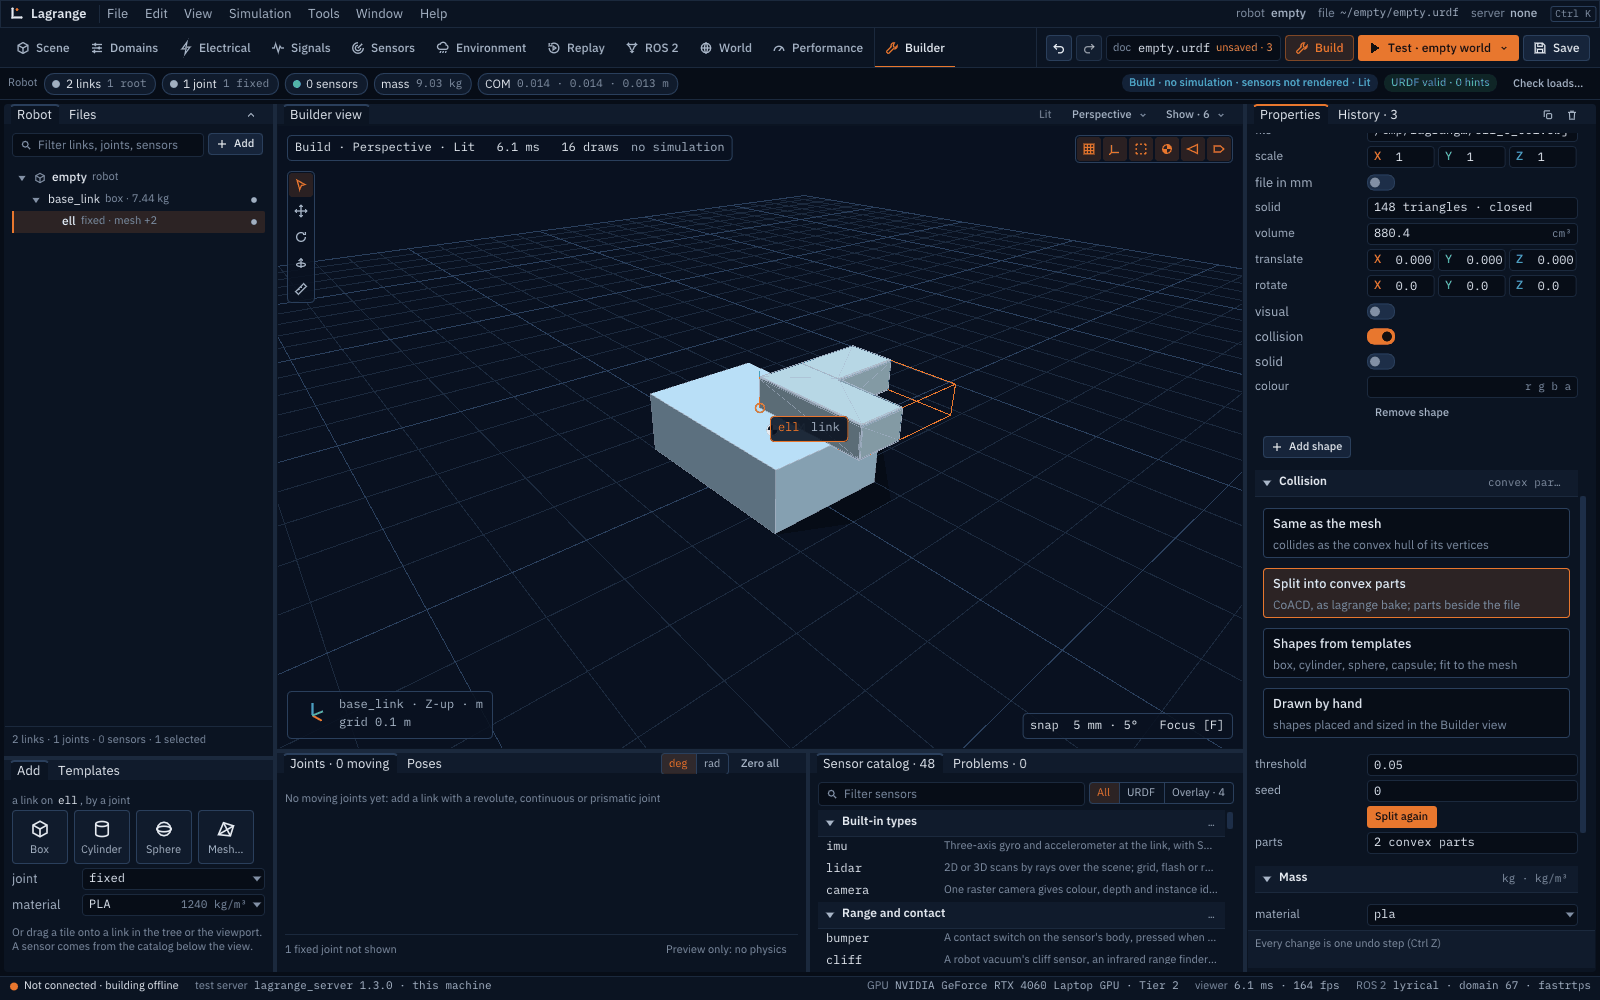 Lagrange File Edit View Simulation Tools Window Help
robot empty file ~/empty/empty.urdf server none Ctrl K
Scene Domains Electrical Signals Sensors Environment Replay ROS 2 World Performance Builder
doc empty.urdf unsaved · 3 Build Test · empty world Save
Robot 2 links 1 root 1 joint 1 fixed 0 sensors mass 9.03 kg COM 0.014 · 0.014 · 0.013 m
Build · no simulation · sensors not rendered · Lit URDF valid · 0 hints Check loads...
Robot Files
Filter links, joints, sensors + Add
empty robot
base_link box · 7.44 kg
ell fixed · mesh +2
2 links · 1 joints · 0 sensors · 1 selected
Add Templates
a link on ell, by a joint
Box Cylinder Sphere Mesh...
joint fixed
material PLA 1240 kg/m³
Or drag a tile onto a link in the tree or the viewport.
A sensor comes from the catalog below the view.
Builder view
Lit Perspective Show · 6
Build · Perspective · Lit 6.1 ms 16 draws no simulation
ell link
base_link · Z-up · m
grid 0.1 m
snap 5 mm · 5° Focus [F]
Joints · 0 moving Poses deg rad Zero all
No moving joints yet: add a link with a revolute, continuous or prismatic joint
1 fixed joint not shown Preview only: no physics
Sensor catalog · 48 Problems · 0
Filter sensors All URDF Overlay · 4
Built-in types …
imu Three-axis gyro and accelerometer at the link, with S…
lidar 2D or 3D scans by rays over the scene; grid, flash or r…
camera One raster camera gives colour, depth and instance id…
Range and contact …
bumper A contact switch on the sensor's body, pressed when …
cliff A robot vacuum's cliff sensor, an infrared range finder…
Properties History · 3
scale X 1 Y 1 Z 1
file in mm
solid 148 triangles · closed
volume 880.4 cm³
translate X 0.000 Y 0.000 Z 0.000
rotate X 0.0 Y 0.0 Z 0.0
visual
collision
solid
colour r g b a
Remove shape
+ Add shape
Collision convex par…
Same as the mesh
collides as the convex hull of its vertices
Split into convex parts
CoACD, as lagrange bake; parts beside the file
Shapes from templates
box, cylinder, sphere, capsule; fit to the mesh
Drawn by hand
shapes placed and sized in the Builder view
threshold 0.05
seed 0
Split again
parts 2 convex parts
Mass kg · kg/m³
material pla
Every change is one undo step (Ctrl Z)
Not connected · building offline test server lagrange_server 1.3.0 · this machine
GPU NVIDIA GeForce RTX 4060 Laptop GPU · Tier 2 viewer 6.1 ms · 164 fps ROS 2 lyrical · domain 67 · fastrtps